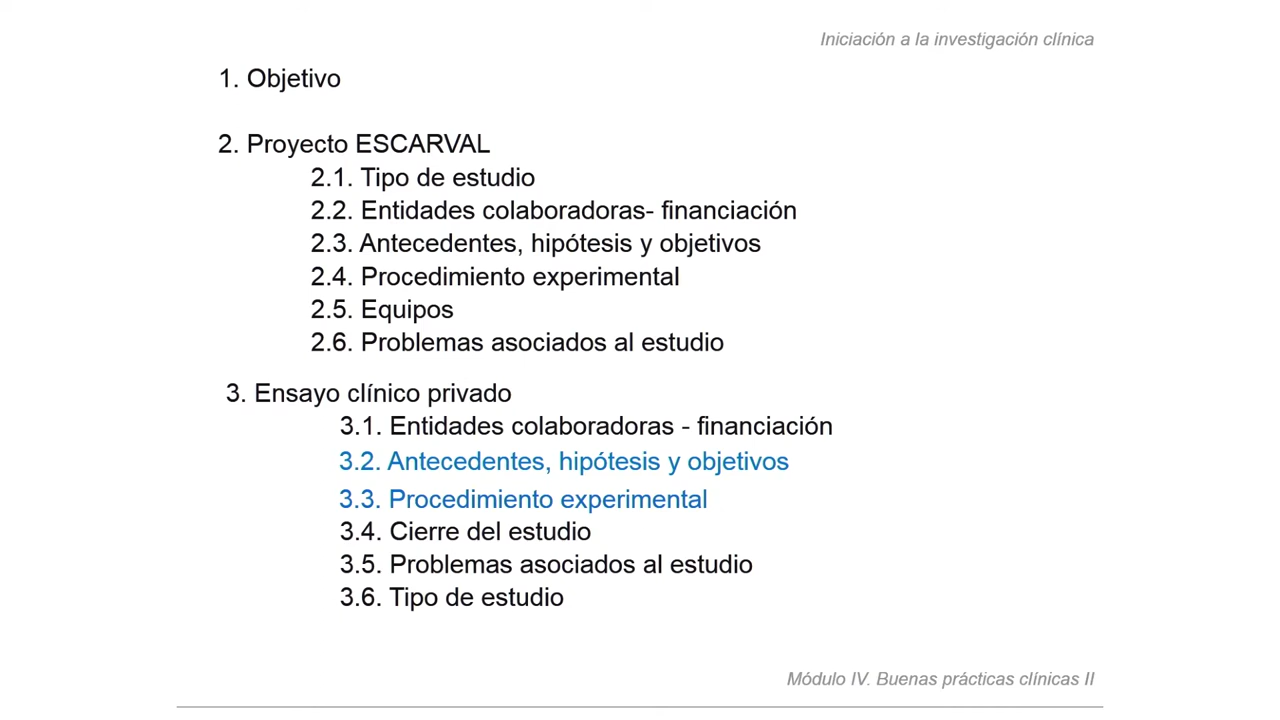 Iniciación a la investigación clínica
1. Objetivo
2. Proyecto ESCARVAL
2.1. Tipo de estudio
2.2. Entidades colaboradoras- financiación
2.3. Antecedentes, hipótesis y objetivos
2.4. Procedimiento experimental
2.5. Equipos
2.6. Problemas asociados al estudio
3. Ensayo clínico privado
3.1. Entidades colaboradoras - financiación
3.2. Antecedentes, hipótesis y objetivos
3.3. Procedimiento experimental
3.4. Cierre del estudio
3.5. Problemas asociados al estudio
3.6. Tipo de estudio
Módulo IV. Buenas prácticas clínicas II